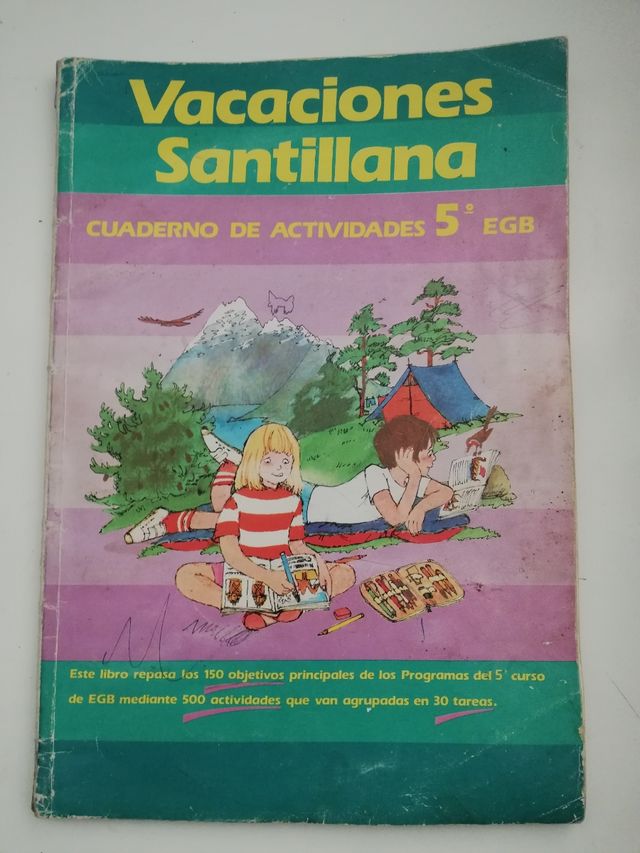 Vacaciones
Santillana
CUADERNO DE ACTIVIDADES 5º EGB
Este libro repasa los 150 objetivos principales de los Programas del 5º curso
de EGB mediante 500 actividades que van agrupadas en 30 tareas.